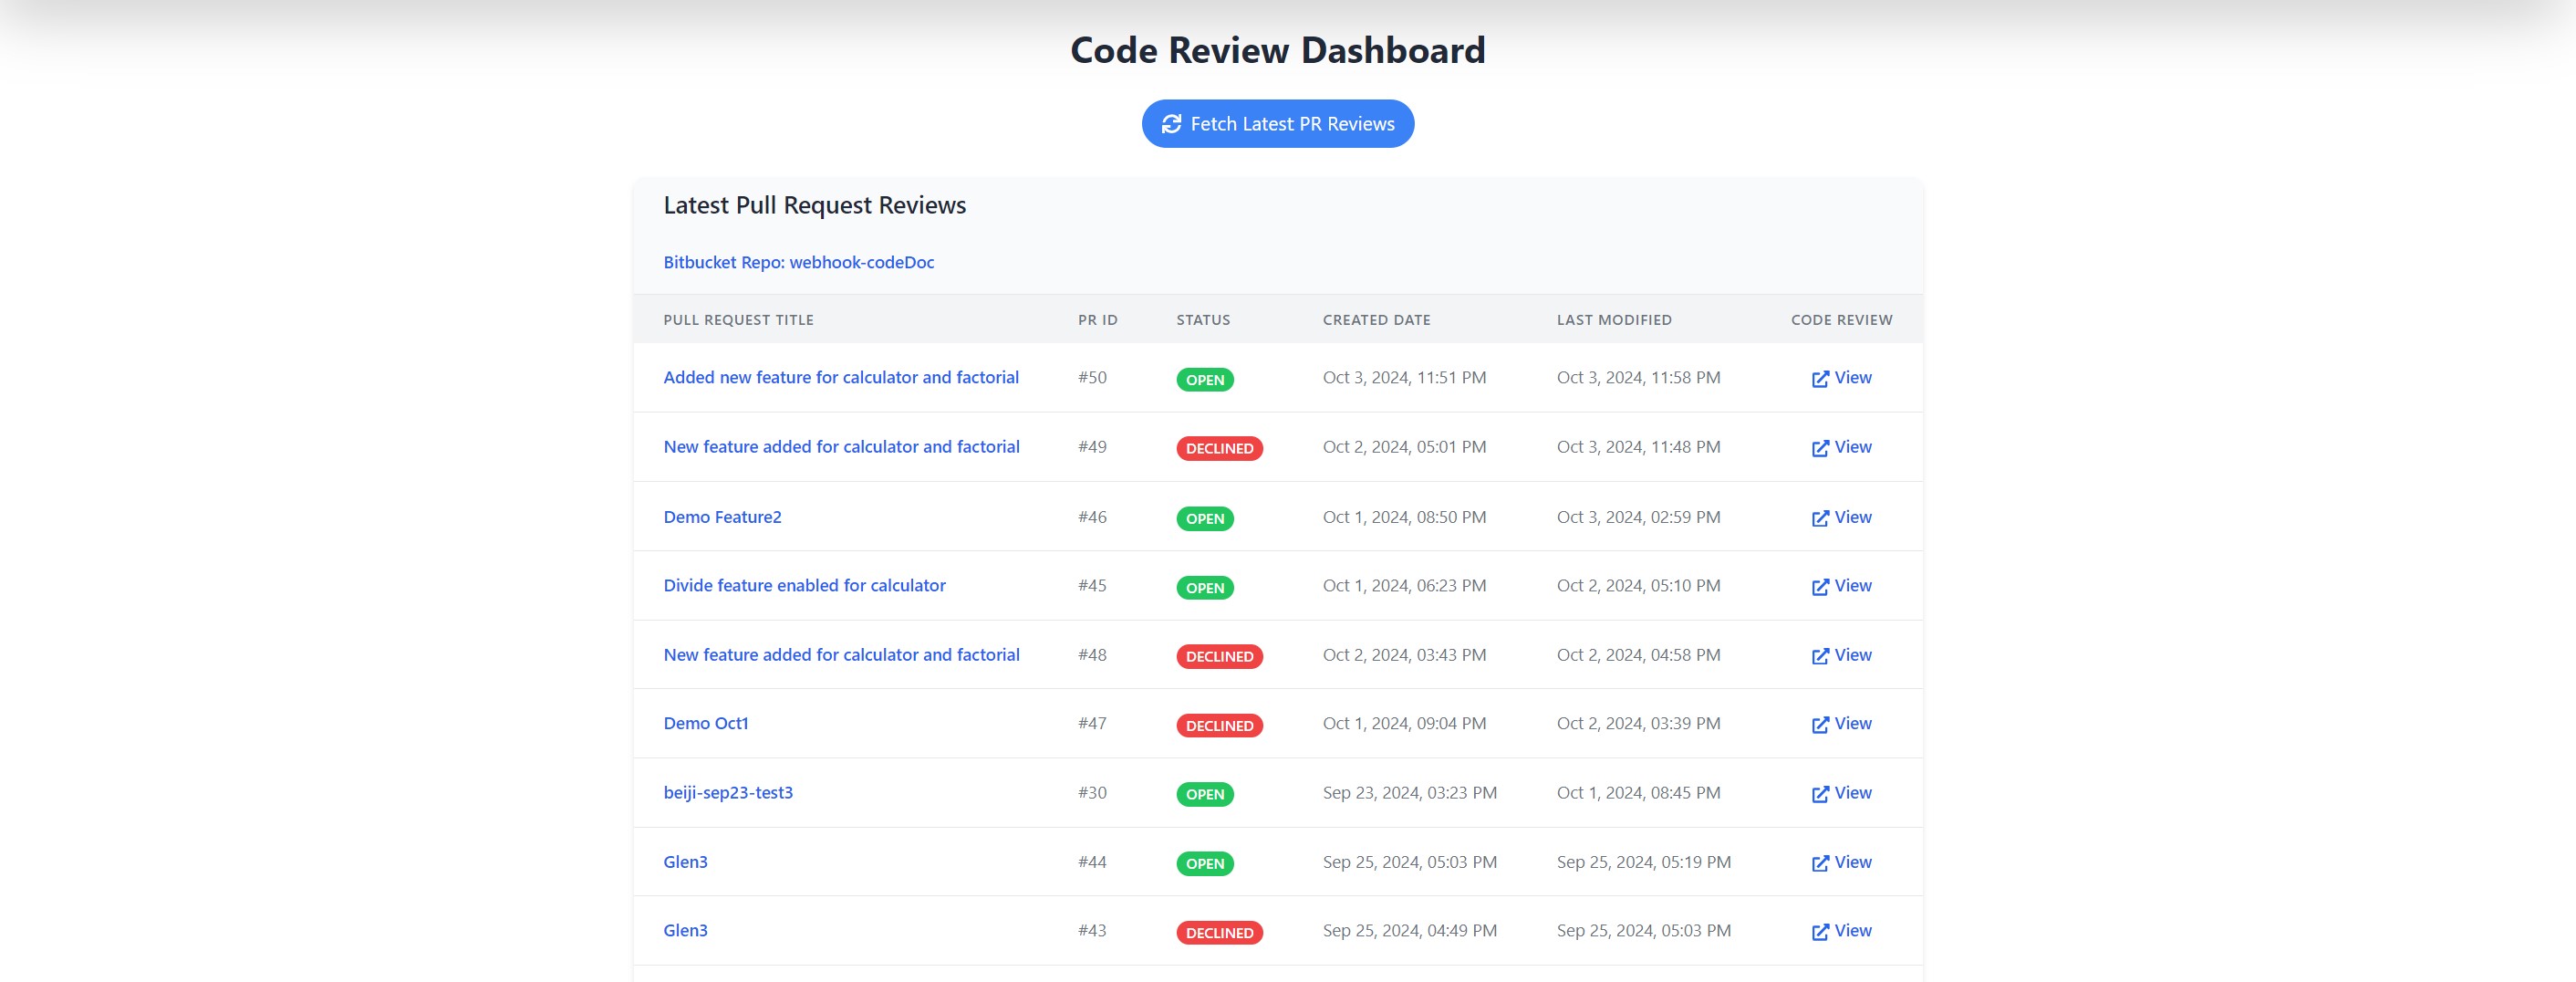 Code Review Dashboard
Fetch Latest PR Reviews
Latest Pull Request Reviews
Bitbucket Repo: webhook-codeDoc
PULL REQUEST TITLE PR ID STATUS CREATED DATE LAST MODIFIED CODE REVIEW
Added new feature for calculator and factorial #50 OPEN Oct 3, 2024, 11:51 PM Oct 3, 2024, 11:58 PM View
New feature added for calculator and factorial #49 DECLINED Oct 2, 2024, 05:01 PM Oct 3, 2024, 11:48 PM View
Demo Feature2 #46 OPEN Oct 1, 2024, 08:50 PM Oct 3, 2024, 02:59 PM View
Divide feature enabled for calculator #45 OPEN Oct 1, 2024, 06:23 PM Oct 2, 2024, 05:10 PM View
New feature added for calculator and factorial #48 DECLINED Oct 2, 2024, 03:43 PM Oct 2, 2024, 04:58 PM View
Demo Oct1 #47 DECLINED Oct 1, 2024, 09:04 PM Oct 2, 2024, 03:39 PM View
beiji-sep23-test3 #30 OPEN Sep 23, 2024, 03:23 PM Oct 1, 2024, 08:45 PM View
Glen3 #44 OPEN Sep 25, 2024, 05:03 PM Sep 25, 2024, 05:19 PM View
Glen3 #43 DECLINED Sep 25, 2024, 04:49 PM Sep 25, 2024, 05:03 PM View